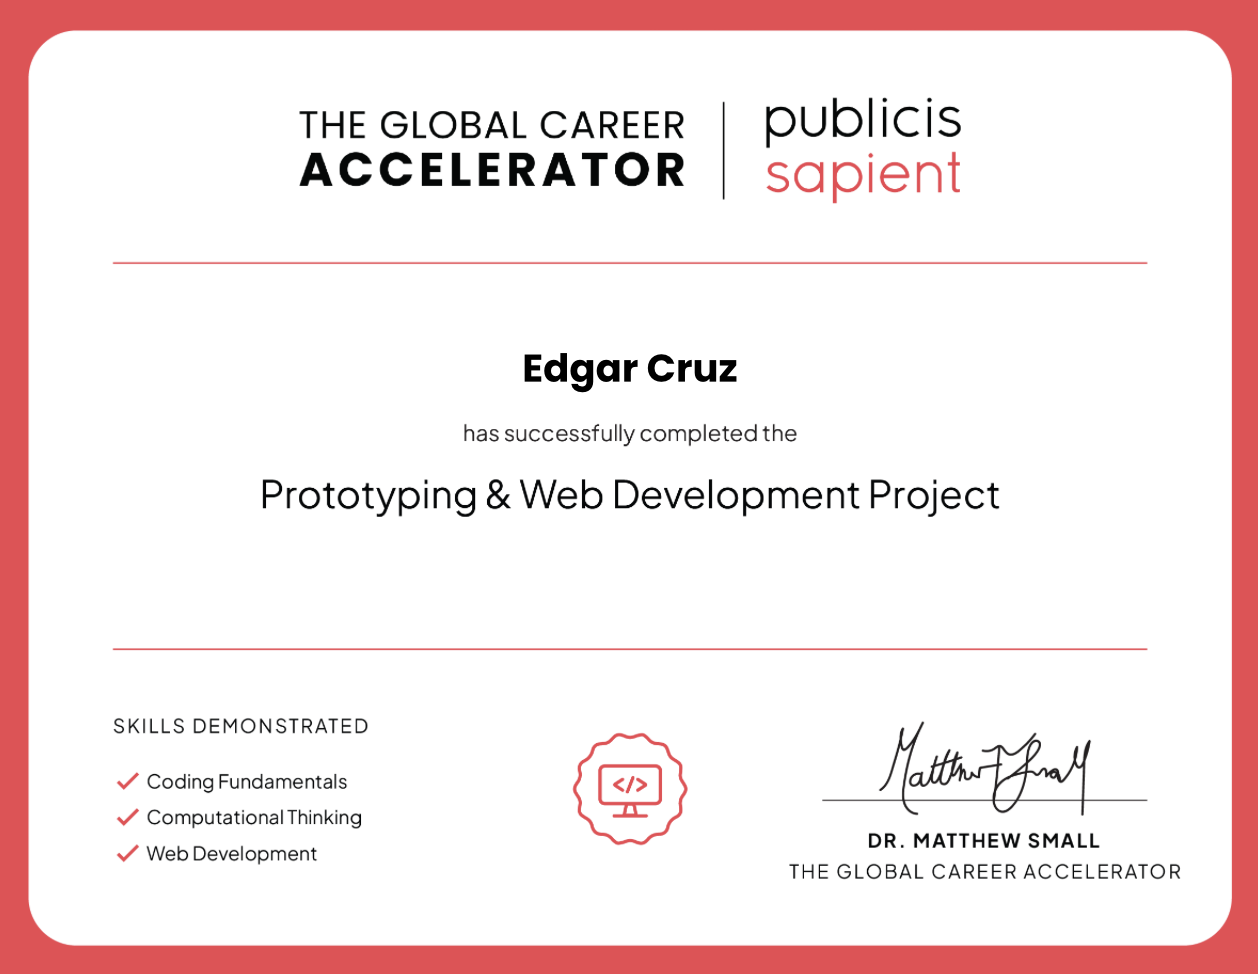 THE GLOBAL CAREER
ACCELERATOR
publicis
sapient
Edgar Cruz
has successfully completed the
Prototyping & Web Development Project
SKILLS DEMONSTRATED
Coding Fundamentals
Computational Thinking
Web Development
</>
Matthew F Small
DR. MATTHEW SMALL
THE GLOBAL CAREER ACCELERATOR